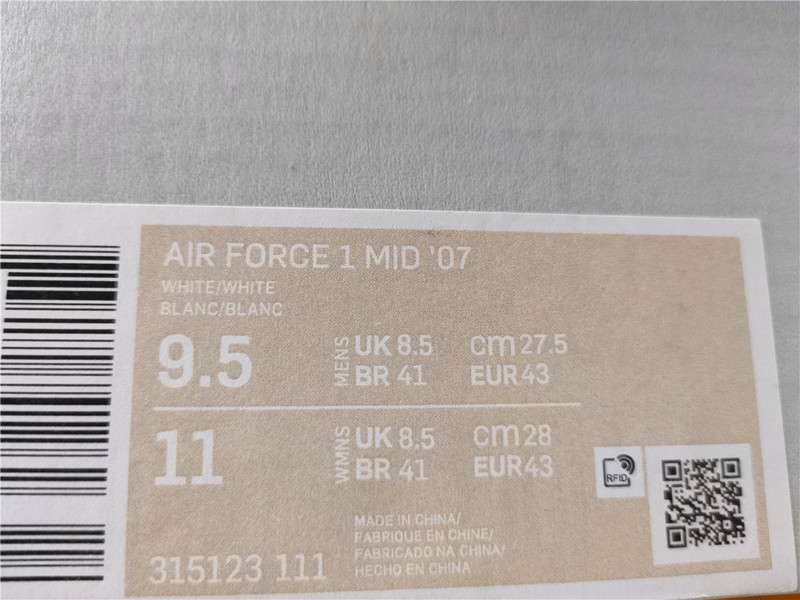 AIR FORCE 1 MID '07
WHITE/WHITE
BLANC/BLANC
9.5
MENS
UK 8.5 cm 27.5
BR 41 EUR 43
11
WMNS
UK 8.5 cm 28
BR 41 EUR 43
RFID
MADE IN CHINA/
FABRIQUE EN CHINE/
FABRICADO NA CHINA/
HECHO EN CHINA
315123 111